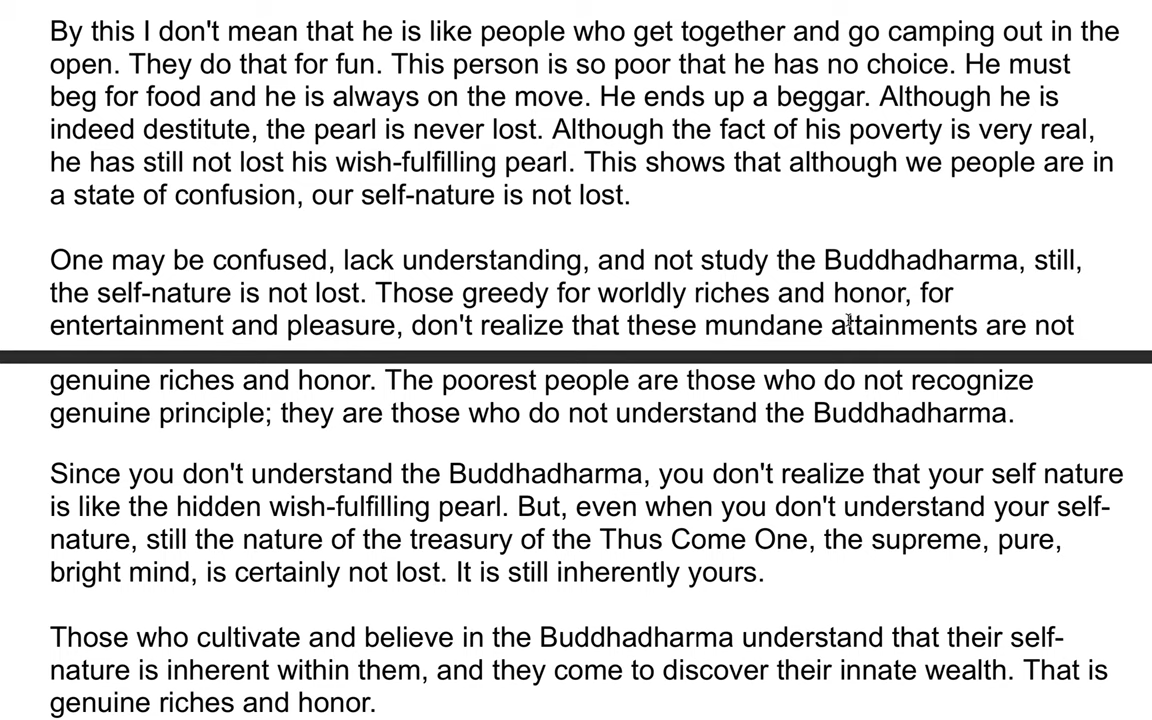 By this I don't mean that he is like people who get together and go camping out in the
open. They do that for fun. This person is so poor that he has no choice. He must
beg for food and he is always on the move. He ends up a beggar. Although he is
indeed destitute, the pearl is never lost. Although the fact of his poverty is very real,
he has still not lost his wish-fulfilling pearl. This shows that although we people are in
a state of confusion, our self-nature is not lost.
One may be confused, lack understanding, and not study the Buddhadharma, still,
the self-nature is not lost. Those greedy for worldly riches and honor, for
entertainment and pleasure, don't realize that these mundane attainments are not
genuine riches and honor. The poorest people are those who do not recognize
genuine principle; they are those who do not understand the Buddhadharma.
Since you don't understand the Buddhadharma, you don't realize that your self nature
is like the hidden wish-fulfilling pearl. But, even when you don't understand your self-
nature, still the nature of the treasury of the Thus Come One, the supreme, pure,
bright mind, is certainly not lost. It is still inherently yours.
Those who cultivate and believe in the Buddhadharma understand that their self-
nature is inherent within them, and they come to discover their innate wealth. That is
genuine riches and honor.